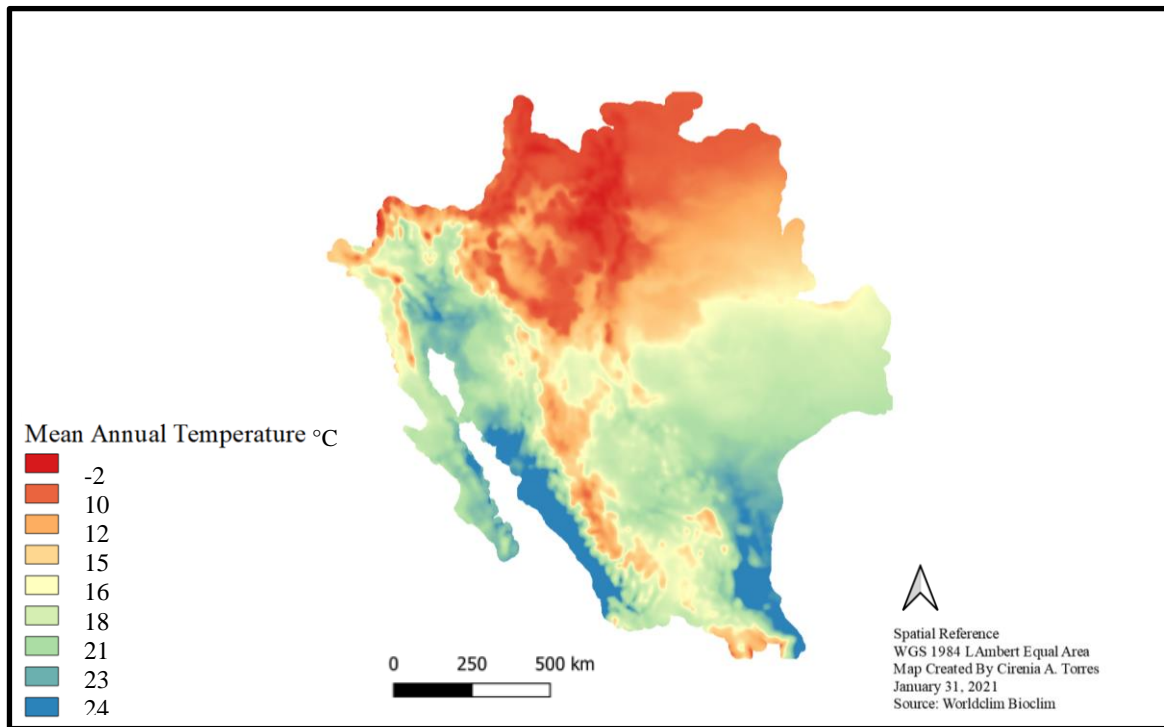 Mean Annual Temperature °C
-2
10
12
15
16
18
21
23
24
0 250 500 km
Spatial Reference
WGS 1984 LAmbert Equal Area
Map Created By Cirenia A. Torres
January 31, 2021
Source: Worldclim Bioclim